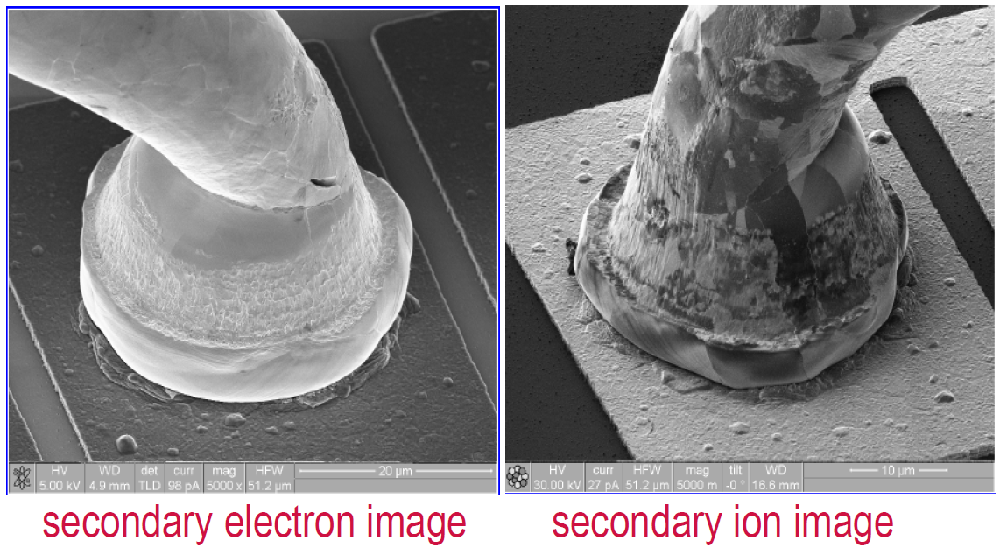 HV WD det curr mag HFW 20 µm
5.00 kV 4.9 mm TLD 98 pA 5000 x 51.2 µm
HV curr HFW mag tilt WD 10 µm
30.00 kV 27 pA 51.2 µm 5000 m -0 ° 16.6 mm
secondary electron image
secondary ion image